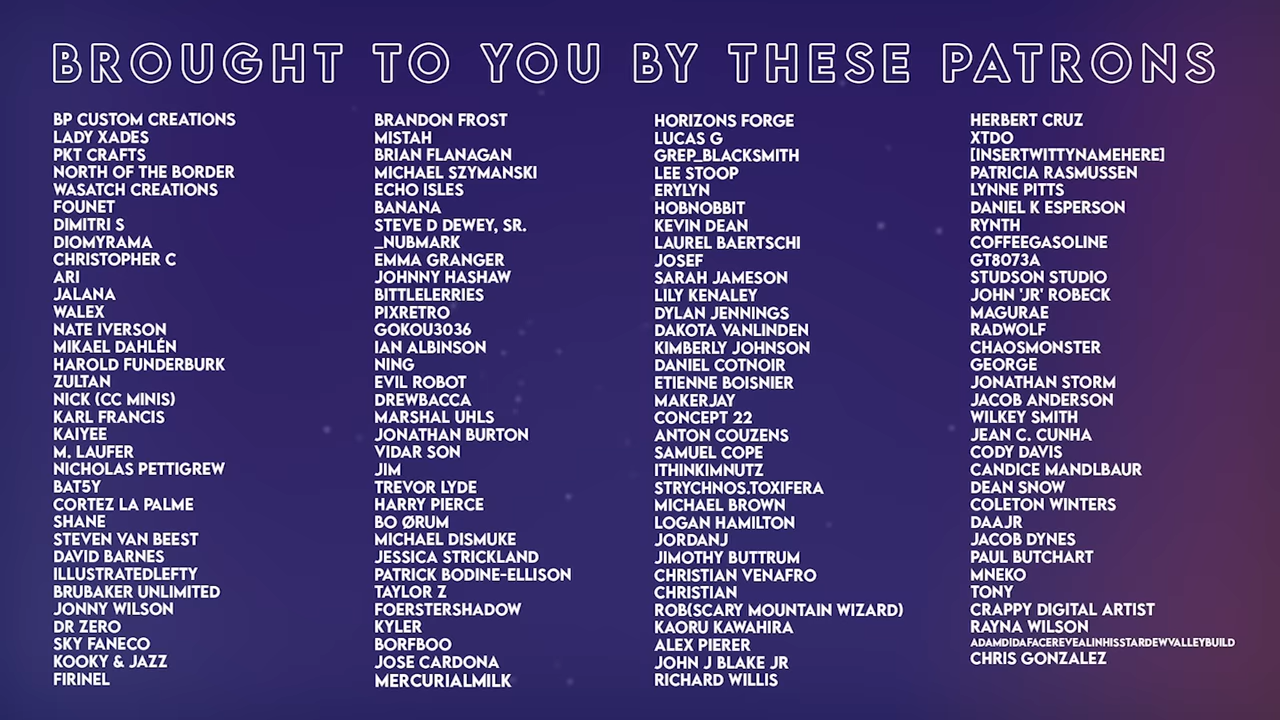 BROUGHT TO YOU BY THESE PATRONS
BP CUSTOM CREATIONS
LADY XADES
PKT CRAFTS
NORTH OF THE BORDER
WASATCH CREATIONS
FOUNET
DIMITRI S
DIOMYRAMA
CHRISTOPHER C
ARI
JALANA
WALEX
NATE IVERSON
MIKAEL DAHLÉN
HAROLD FUNDERBURK
ZULTAN
NICK (CC MINIS)
KARL FRANCIS
KAIYEE
M. LAUFER
NICHOLAS PETTIGREW
BAT5Y
CORTEZ LA PALME
SHANE
STEVEN VAN BEEST
DAVID BARNES
ILLUSTRATEDLEFTY
BRUBAKER UNLIMITED
JONNY WILSON
DR ZERO
SKY FANECO
KOOKY & JAZZ
FIRINEL
BRANDON FROST
MISTAH
BRIAN FLANAGAN
MICHAEL SZYMANSKI
ECHO ISLES
BANANA
STEVE D DEWEY, SR.
_NUBMARK
EMMA GRANGER
JOHNNY HASHAW
BITTLELERRIES
PIXRETRO
GOKOU3036
IAN ALBINSON
NING
EVIL ROBOT
DREWBACCA
MARSHAL UHLS
JONATHAN BURTON
VIDAR SON
JIM
TREVOR LYDE
HARRY PIERCE
BO ØRUM
MICHAEL DISMUKE
JESSICA STRICKLAND
PATRICK BODINE-ELLISON
TAYLOR Z
FOERSTERSHADOW
KYLER
BORFBOO
JOSE CARDONA
MERCURIALMILK
HORIZONS FORGE
LUCAS G
GREP_BLACKSMITH
LEE STOOP
ERYLYN
HOBNOBBIT
KEVIN DEAN
LAUREL BAERTSCHI
JOSEF
SARAH JAMESON
LILY KENALEY
DYLAN JENNINGS
DAKOTA VANLINDEN
KIMBERLY JOHNSON
DANIEL COTNOIR
ETIENNE BOISNIER
MAKERJAY
CONCEPT 22
ANTON COUZENS
SAMUEL COPE
ITHINKIMNUTZ
STRYCHNOS.TOXIFERA
MICHAEL BROWN
LOGAN HAMILTON
JORDANJ
JIMOTHY BUTTRUM
CHRISTIAN VENAFRO
CHRISTIAN
ROB(SCARY MOUNTAIN WIZARD)
KAORU KAWAHIRA
ALEX PIERER
JOHN J BLAKE JR
RICHARD WILLIS
HERBERT CRUZ
XTDO
[INSERTWITTYNAMEHERE]
PATRICIA RASMUSSEN
LYNNE PITTS
DANIEL K ESPERSON
RYNTH
COFFEEGASOLINE
GT8073A
STUDSON STUDIO
JOHN 'JR' ROBECK
MAGURAE
RADWOLF
CHAOSMONSTER
GEORGE
JONATHAN STORM
JACOB ANDERSON
WILKEY SMITH
JEAN C. CUNHA
CODY DAVIS
CANDICE MANDLBAUR
DEAN SNOW
COLETON WINTERS
DAAJR
JACOB DYNES
PAUL BUTCHART
MNEKO
TONY
CRAPPY DIGITAL ARTIST
RAYNA WILSON
ADAMDIDAFACEREVEALINHISSTARDEWVALLEYBUILD
CHRIS GONZALEZ